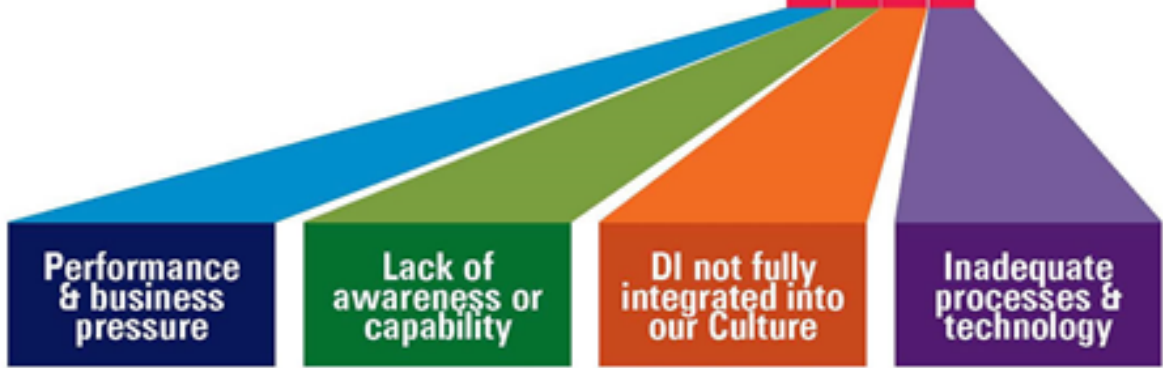 Performance
& business
pressure
Lack of
awareness or
capability
DI not fully
integrated into
our Culture
Inadequate
processes &
technology